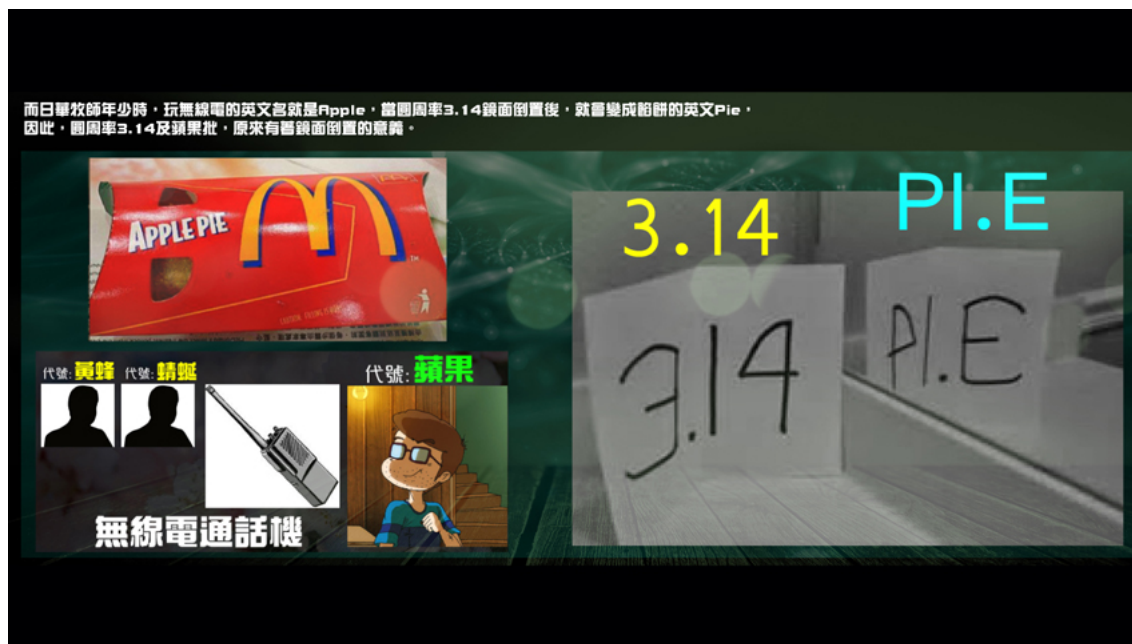 而日華牧師年少時，玩無線電的英文名就是Apple，當圓周率3.14鏡面倒置後，就會變成餡餅的英文Pie，
因此，圓周率3.14及蘋果批，原來有著鏡面倒置的意義。
APPLE PIE
3.14
PI.E
3.14
PI.E
代號:黃蜂
代號:蜻蜓
代號:蘋果
無線電通話機